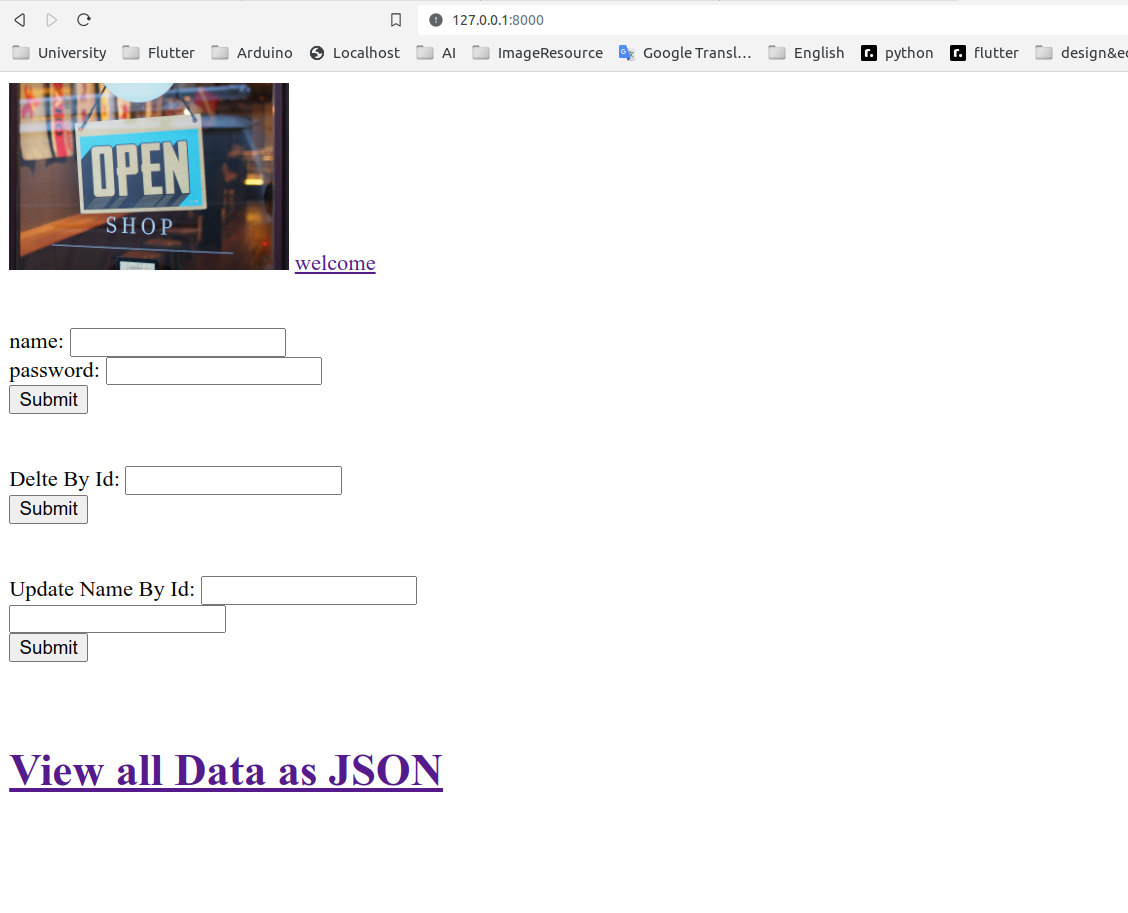 127.0.0.1:8000
University Flutter Arduino Localhost AI ImageResource Google Transl... English python flutter design&ec
OPEN
SHOP
welcome
name:
password:
Submit
Delte By Id:
Submit
Update Name By Id:
Submit
View all Data as JSON